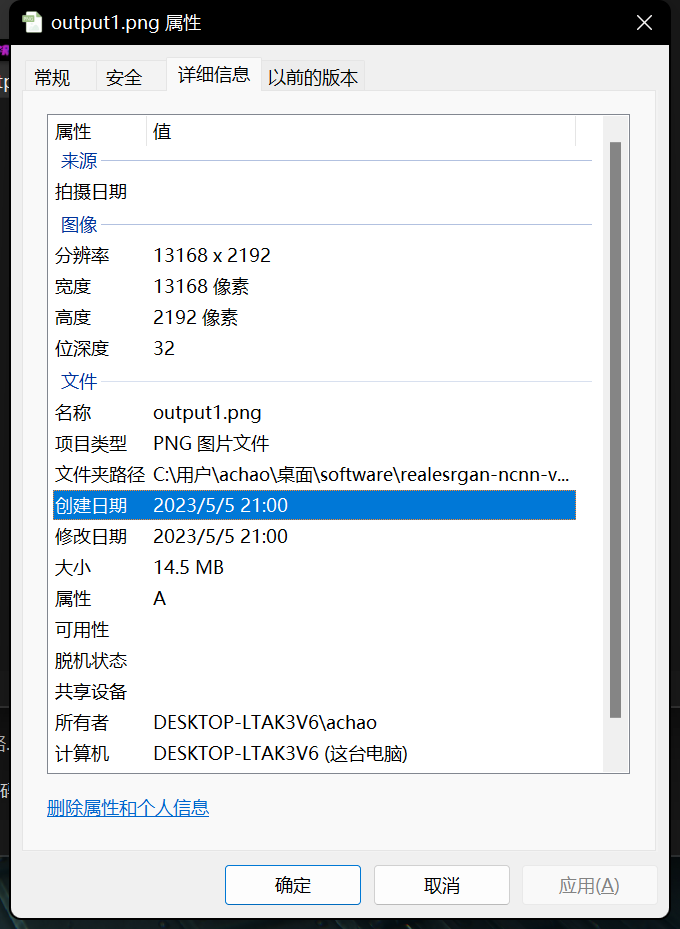 output1.png 属性
常规 安全 详细信息 以前的版本
属性 值
来源
拍摄日期
图像
分辨率 13168 x 2192
宽度 13168 像素
高度 2192 像素
位深度 32
文件
名称 output1.png
项目类型 PNG 图片文件
文件夹路径 C:\用户\achao\桌面\software\realesrgan-ncnn-v...
创建日期 2023/5/5 21:00
修改日期 2023/5/5 21:00
大小 14.5 MB
属性 A
可用性
脱机状态
共享设备
所有者 DESKTOP-LTAK3V6\achao
计算机 DESKTOP-LTAK3V6 (这台电脑)
删除属性和个人信息
确定 取消 应用(A)